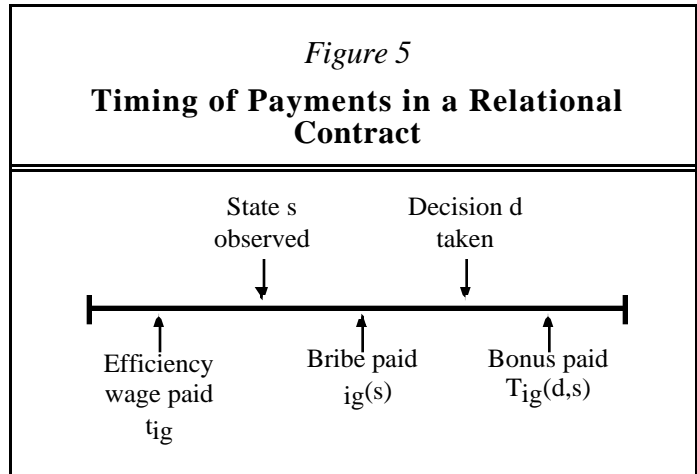 Figure 5
Timing of Payments in a Relational
Contract
State s
observed
Decision d
taken
Efficiency
wage paid
tig
Bribe paid
ig(s)
Bonus paid
Tig(d,s)